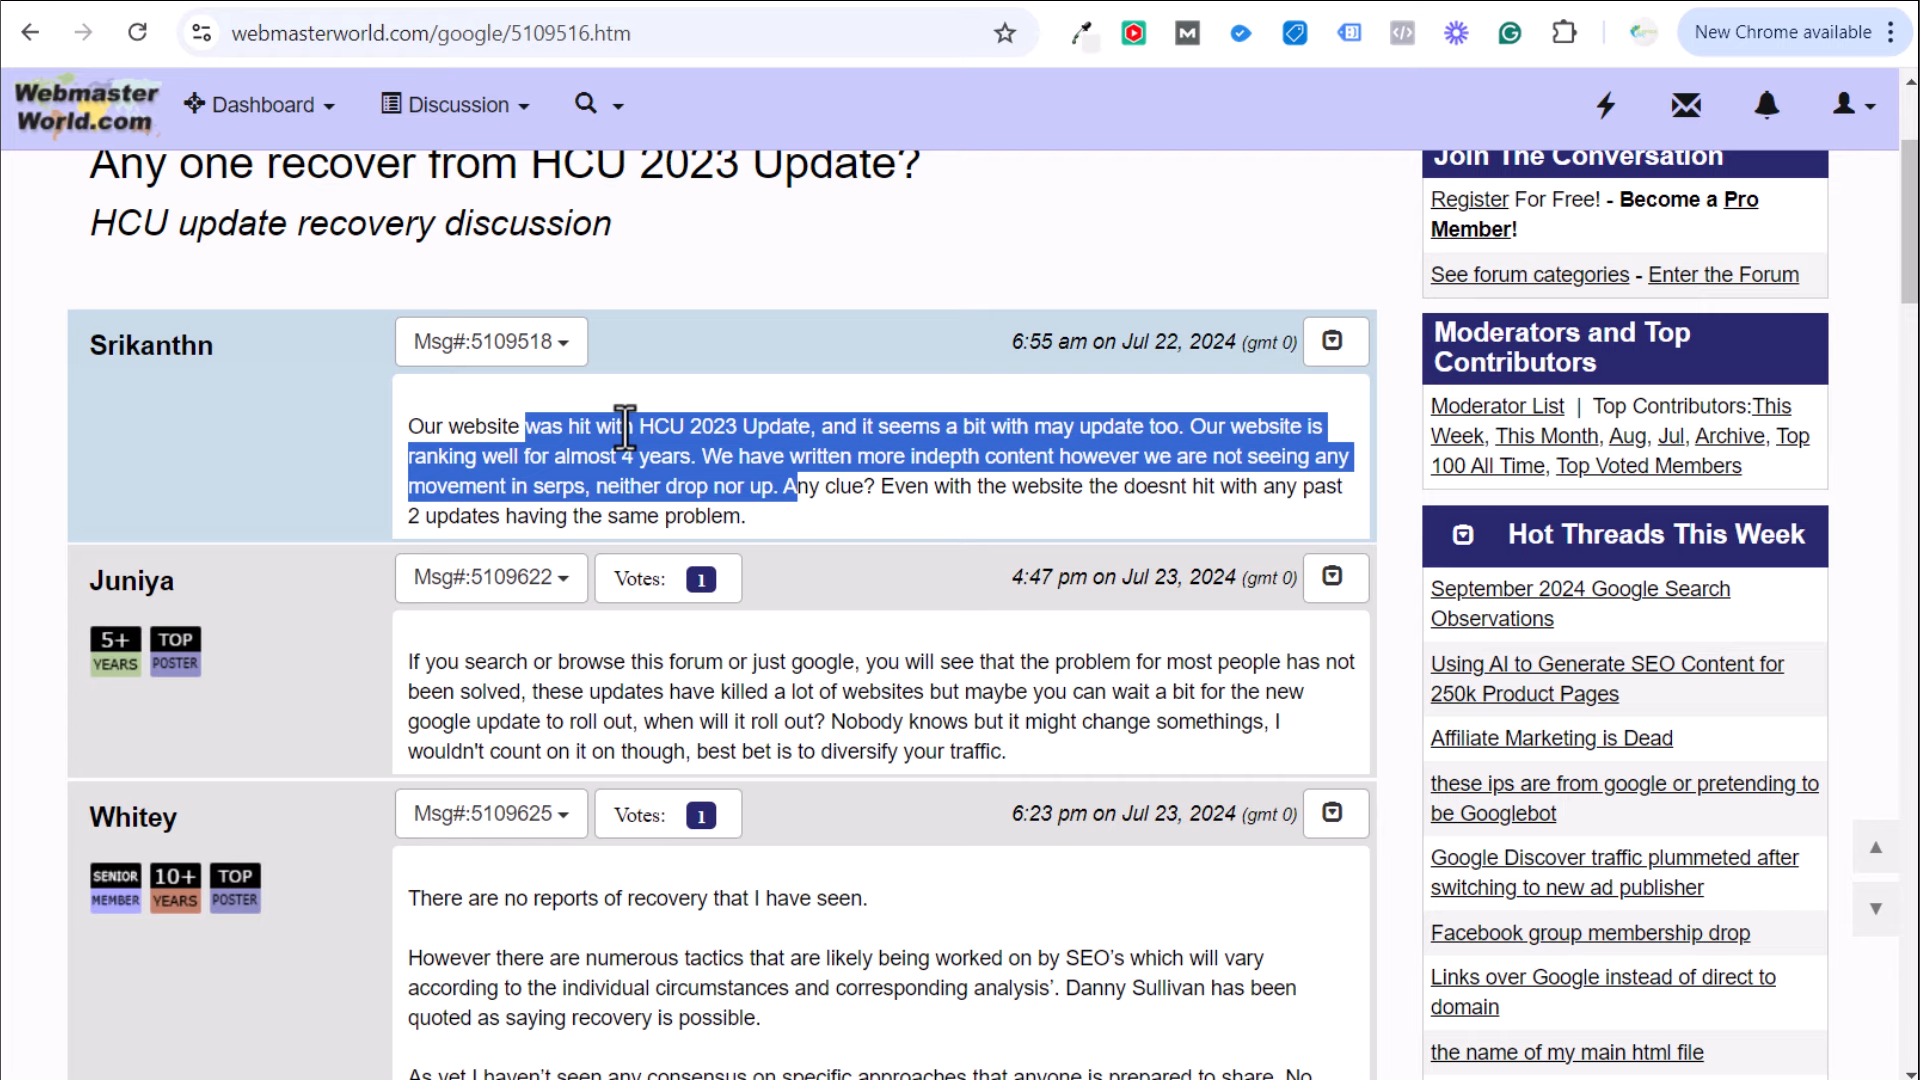 webmasterworld.com/google/5109516.htm
New Chrome available
Webmaster
World.com
Dashboard
Discussion
Any one recover from HCU 2023 Update?
HCU update recovery discussion
Srikanthn
Msg#:5109518
6:55 am on Jul 22, 2024 (gmt 0)
Our website was hit with HCU 2023 Update, and it seems a bit with may update too. Our website is
ranking well for almost 4 years. We have written more indepth content however we are not seeing any
movement in serps, neither drop nor up. Any clue? Even with the website the doesnt hit with any past
2 updates having the same problem.
Juniya
5+
YEARS
TOP
POSTER
Msg#:5109622
Votes: 1
4:47 pm on Jul 23, 2024 (gmt 0)
If you search or browse this forum or just google, you will see that the problem for most people has not
been solved, these updates have killed a lot of websites but maybe you can wait a bit for the new
google update to roll out, when will it roll out? Nobody knows but it might change somethings, I
wouldn't count on it on though, best bet is to diversify your traffic.
Whitey
SENIOR
MEMBER
10+
YEARS
TOP
POSTER
Msg#:5109625
Votes: 1
6:23 pm on Jul 23, 2024 (gmt 0)
There are no reports of recovery that I have seen.
However there are numerous tactics that are likely being worked on by SEO's which will vary
according to the individual circumstances and corresponding analysis'. Danny Sullivan has been
quoted as saying recovery is possible.
As yet I haven't seen any consensus on specific approaches that anyone is prepared to share. No
Join The Conversation
Register For Free! - Become a Pro
Member!
See forum categories - Enter the Forum
Moderators and Top
Contributors
Moderator List | Top Contributors:This
Week, This Month, Aug, Jul, Archive, Top
100 All Time, Top Voted Members
Hot Threads This Week
September 2024 Google Search
Observations
Using AI to Generate SEO Content for
250k Product Pages
Affiliate Marketing is Dead
these ips are from google or pretending to
be Googlebot
Google Discover traffic plummeted after
switching to new ad publisher
Facebook group membership drop
Links over Google instead of direct to
domain
the name of my main html file